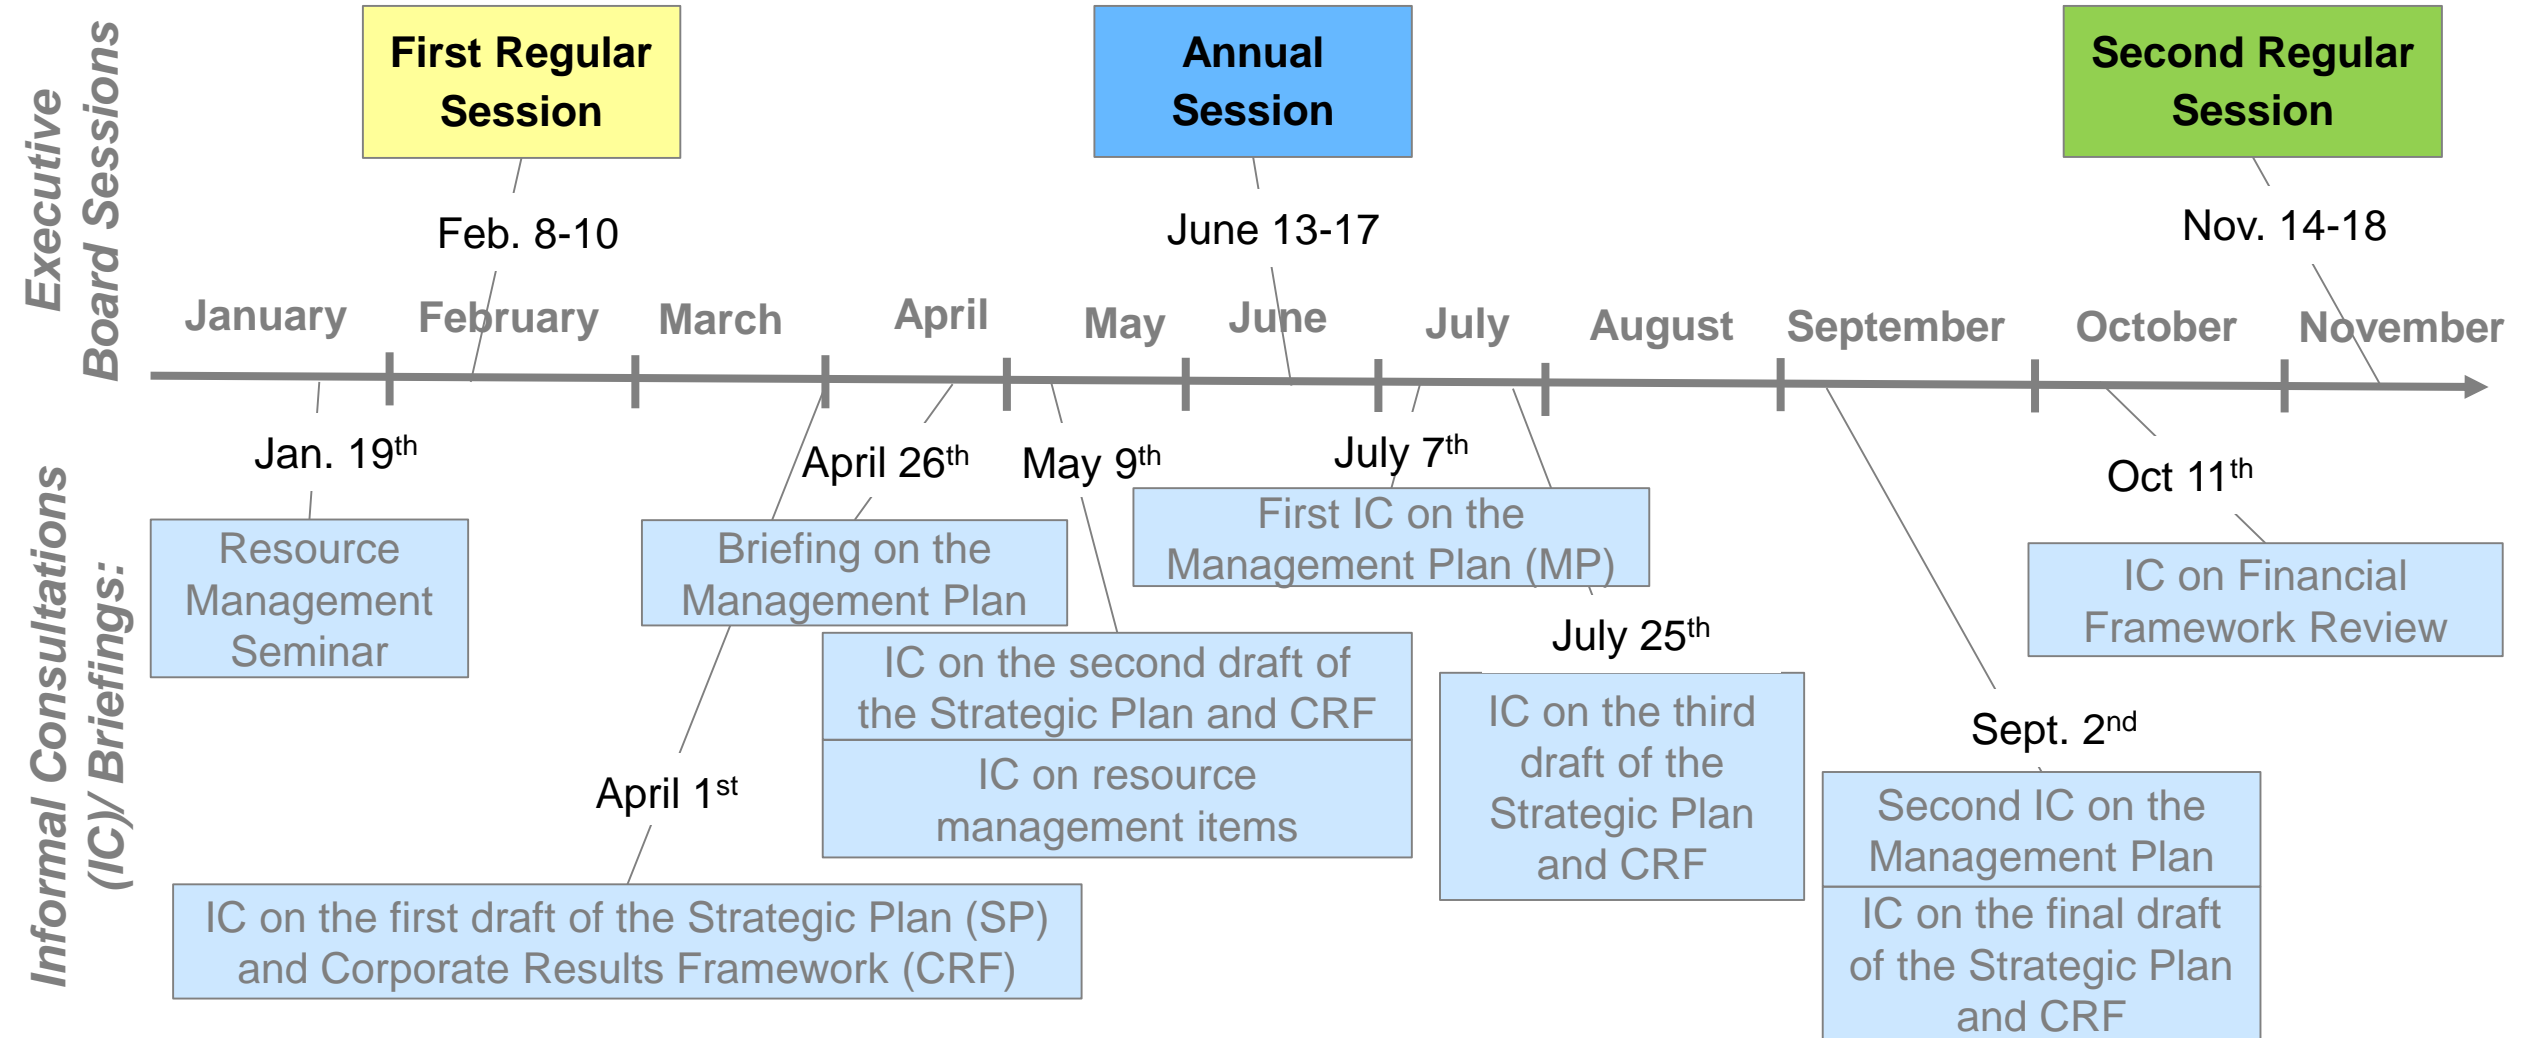 Executive
Board Sessions
First Regular
Session
Annual
Session
Second Regular
Session
Feb. 8-10
June 13-17
Nov. 14-18
January
February
March
April
May
June
July
August
September
October
November
Informal Consultations
(IC)/ Briefings:
Jan. 19th
Resource
Management
Seminar
April 1st
IC on the first draft of the Strategic Plan (SP)
and Corporate Results Framework (CRF)
April 26th
Briefing on the
Management Plan
May 9th
IC on the second draft of
the Strategic Plan and CRF
IC on resource
management items
July 7th
First IC on the
Management Plan (MP)
July 25th
IC on the third
draft of the
Strategic Plan
and CRF
Sept. 2nd
Second IC on the
Management Plan
IC on the final draft
of the Strategic Plan
and CRF
Oct 11th
IC on Financial
Framework Review